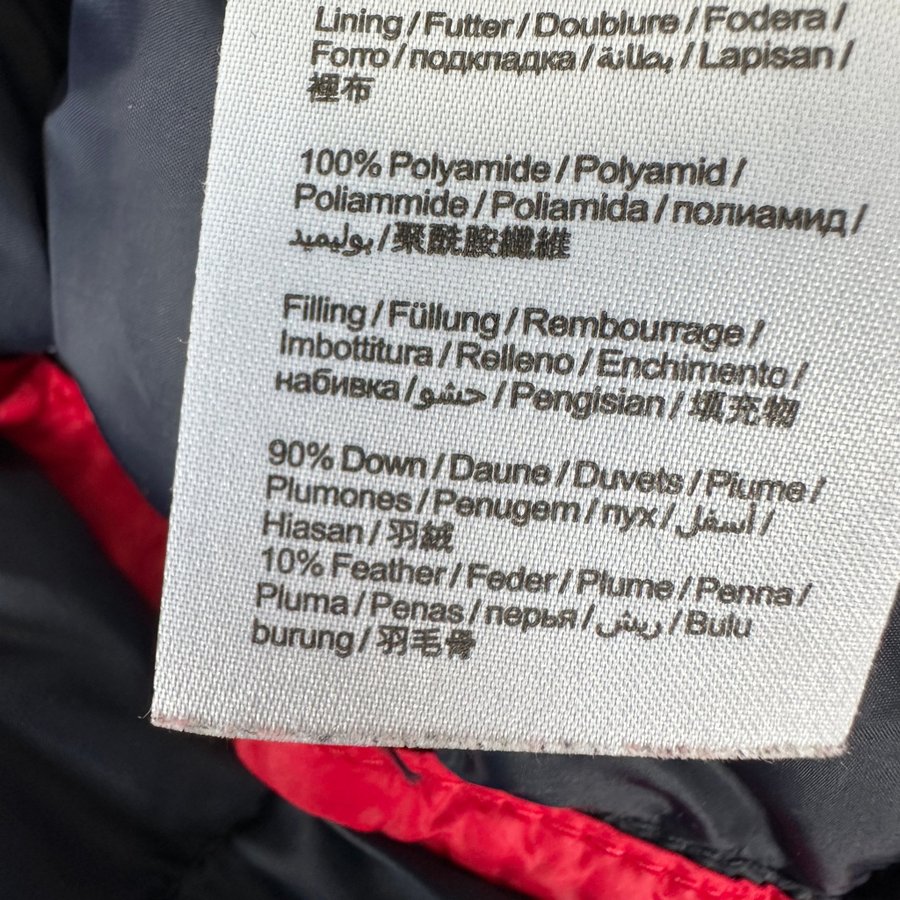 Lining / Futter / Doublure / Fodera /
Forro / подкладка / بطانة / Lapisan /
裡布
100% Polyamide / Polyamid /
Poliammide / Poliamida / полиамид /
بوليميد / 聚酰胺纖維
Filling / Füllung / Rembourrage /
Imbottitura / Relleno / Enchimento /
набивка / حشو / Pengisian / 填充物
90% Down / Daune / Duvets / Piume /
Plumones / Penugem / пух / أسفل /
Hiasan / 羽絨
10% Feather / Feder / Plume / Penna /
Pluma / Penas / перья / ريش / Bulu
burung / 羽毛骨